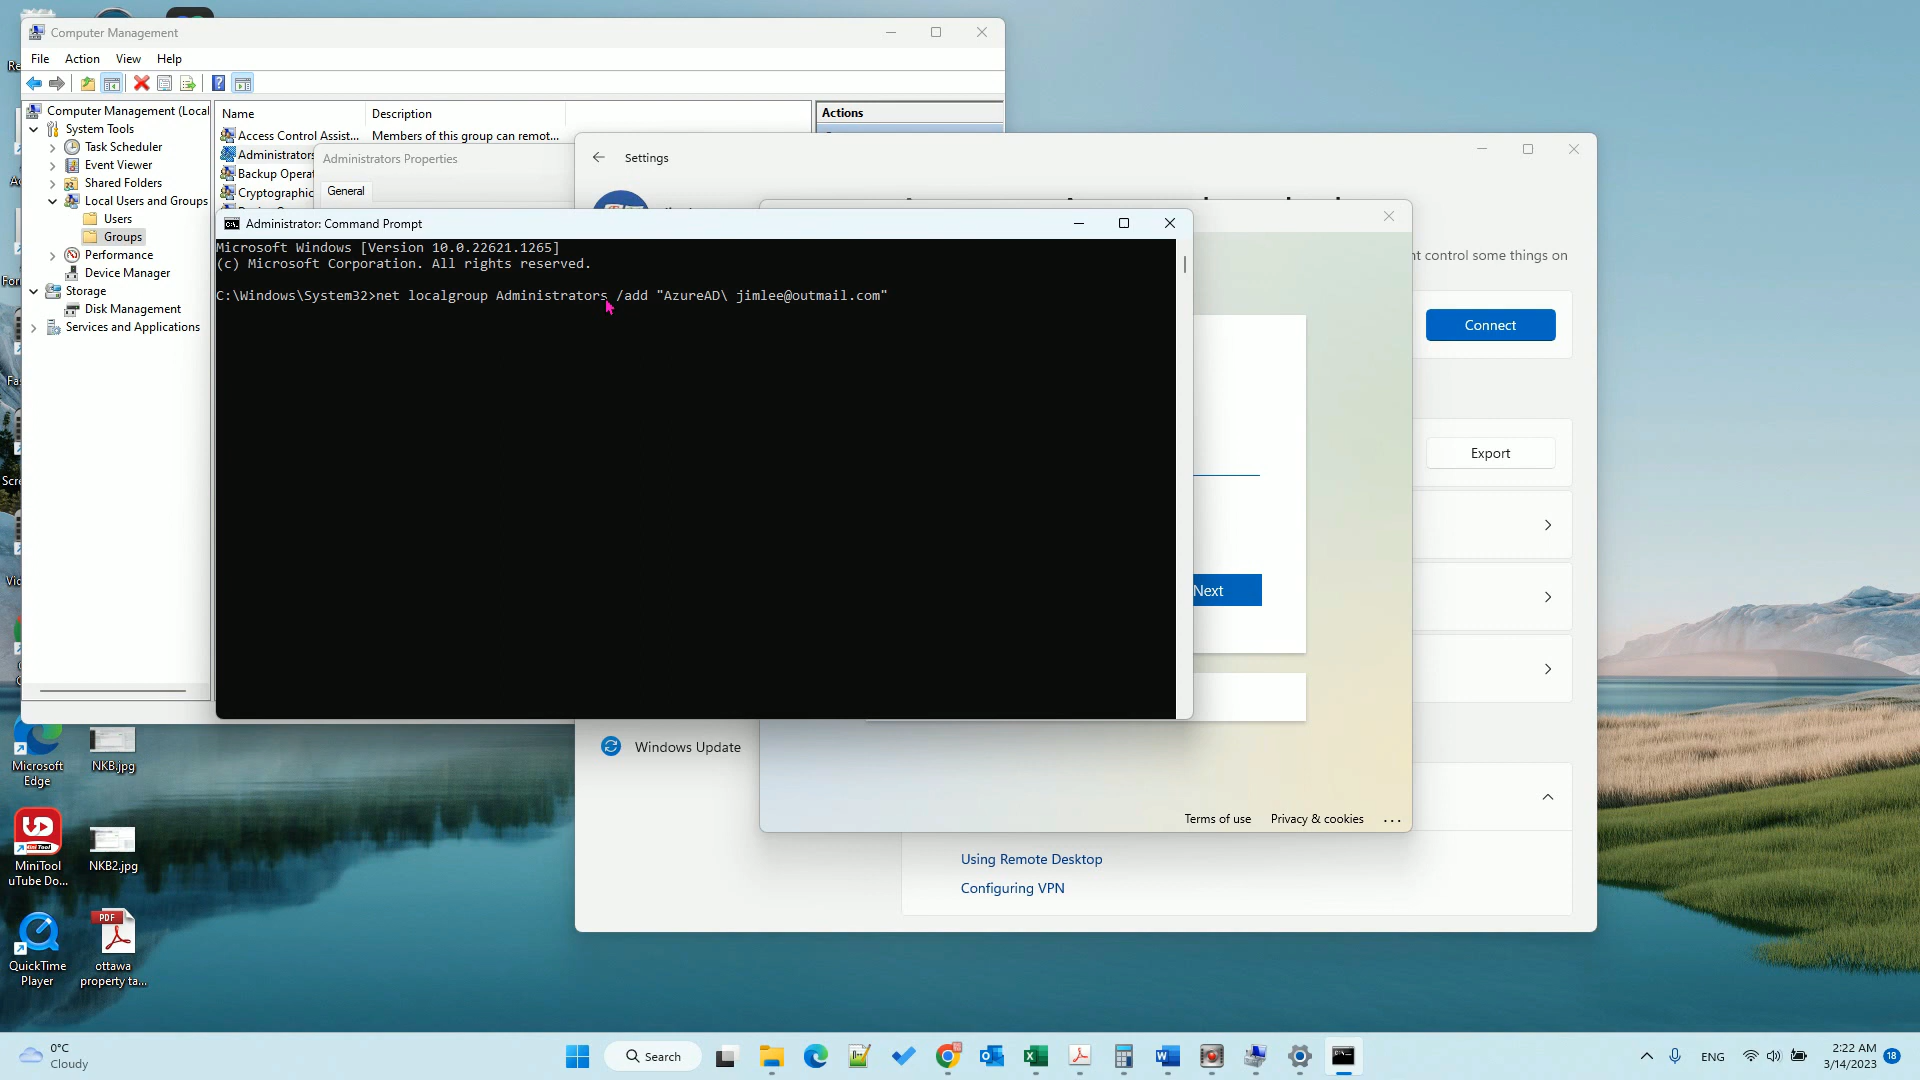 Computer Management
File Action View Help
Computer Management (Local
System Tools
Task Scheduler
Event Viewer
Shared Folders
Local Users and Groups
Users
Groups
Performance
Device Manager
Storage
Disk Management
Services and Applications
Name Description
Access Control Assist... Members of this group can remot...
Administrators
Backup Operat
Cryptographic
Actions
Administrators Properties
General
Settings
Administrator: Command Prompt
Microsoft Windows [Version 10.0.22621.1265]
(c) Microsoft Corporation. All rights reserved.
C:\Windows\System32>net localgroup Administrators /add "AzureAD\ jimlee@outmail.com"
t control some things on
Connect
Export
Next
Windows Update
Terms of use Privacy & cookies ...
Using Remote Desktop
Configuring VPN
Microsoft
Edge
NKB.jpg
MiniTool
uTube Do...
NKB2.jpg
QuickTime
Player
PDF
ottawa
property ta...
0°C
Cloudy
Search
ENG
2:22 AM
3/14/2023
18